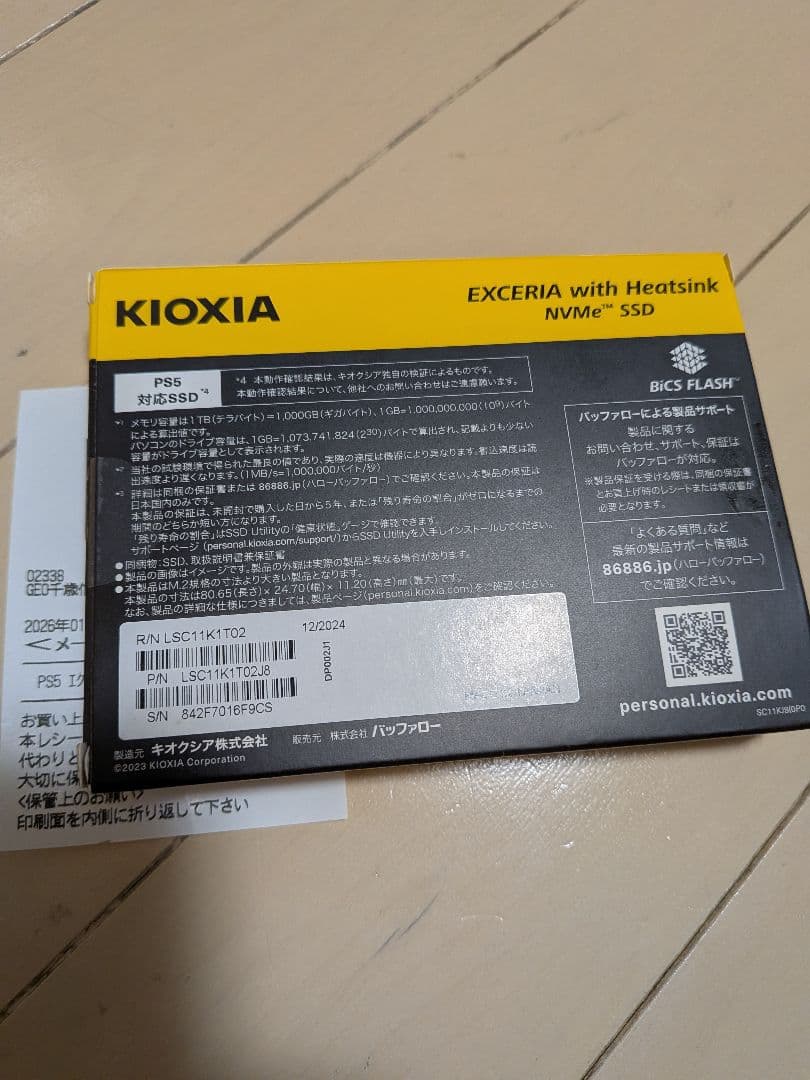 KIOXIA
EXCERIA with Heatsink
NVMe™ SSD
PS5
対応SSD*4
*4 本動作確認結果は、キオクシア独自の検証によるものです。
本動作確認結果について、他社へのお問い合わせはご遠慮願います。
BiCS FLASH™
*1 メモリ容量は1TB(テラバイト)=1,000GB(ギガバイト)、1GB=1,000,000,000(10⁹)バイト
による算出値です。
パソコンのドライブ容量は、1GB=1,073,741,824(2³⁰)バイトで算出され、記載よりも少ない
容量がドライブ容量として表示されます。
*2 当社の試験環境で得られた最良の値であり、実際の速度は機器により異なります。書込速度は読
出速度より遅くなります。(1MB/s=1,000,000バイト/秒)
*3 詳細は同梱の保証書または 86886.jp(ハローバッファロー)でご確認ください。本製品の保証は
日本国内のみです。
本製品の保証は、未開封で購入した日から5年、または「残り寿命の割合」がゼロになるまでの
期間のどちらか短い方になります。
「残り寿命の割合」はSSD Utilityの「健康状態」ゲージで確認できます。
サポートページ (personal.kioxia.com/support/)からSSD Utilityを入手しインストールしてください。
●同梱物:SSD、取扱説明書兼保証書
●製品の画像はイメージです。製品の外観は実際の製品と異なる場合があります。
●本製品はM.2規格の寸法より大きい製品となります。
本製品の寸法は80.65(長さ)× 24.70(幅)× 11.20(高さ)㎜(最大)です。
なお、製品の詳細な仕様につきましては、製品ページ(personal.kioxia.com)をご確認ください。
バッファローによる製品サポート
製品に関する
お問い合わせ、サポート、保証は
バッファローが対応。
※製品保証を受ける際は、同梱の保証書
とお買上げ時のレシートまたは領収書が
必要となります。
「よくある質問」など
最新の製品サポート情報は
86886.jp(ハローバッファロー)
でご確認ください。
R/N LSC11K1T02
12/2024
P/N LSC11K1T02J8
DP002J1
S/N 842F7016F9CS
personal.kioxia.com
SC11KJ8(0P0
製造元 キオクシア株式会社
販売元 株式会社 バッファロー
©2023 KIOXIA Corporation
02338
GEO千歳
2026年01
<メー
PS5 エク
お買い上
本レシー
代わりと
大切に保
<保管上のお願い>
印刷面を内側に折り返して下さい